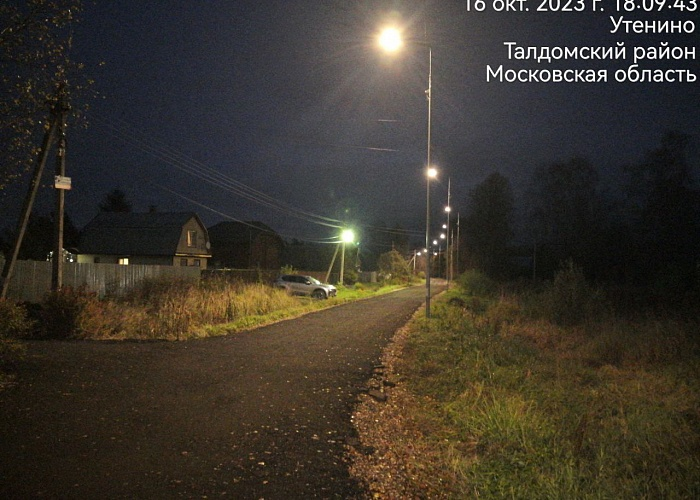 16 окт. 2023 г. 18:09:43
Утенино
Талдомский район
Московская область